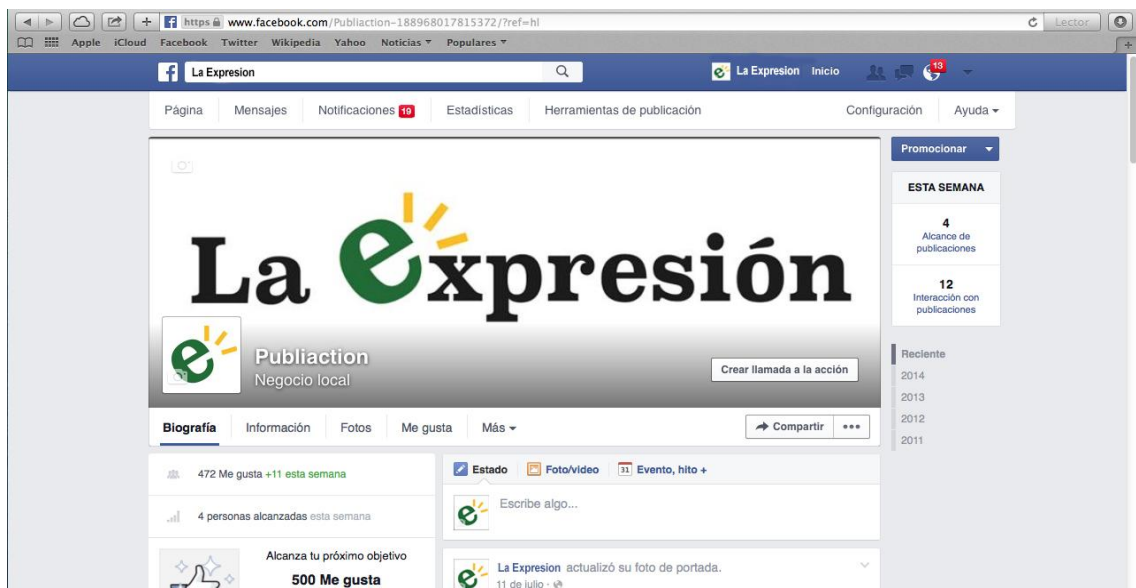 https www.facebook.com/Publiaction-188968017815372/?ref=hl
Lector
Apple iCloud Facebook Twitter Wikipedia Yahoo Noticias Populares
La Expresion
La Expresion Inicio
13
Página Mensajes Notificaciones 19 Estadísticas Herramientas de publicación Configuración Ayuda
Promocionar
La expresión
Publiaction
Negocio local
Crear llamada a la acción
ESTA SEMANA
4
Alcance de
publicaciones
12
Interacción con
publicaciones
Reciente
2014
2013
2012
2011
Biografía Información Fotos Me gusta Más
Compartir
472 Me gusta +11 esta semana
4 personas alcanzadas esta semana
Alcanza tu próximo objetivo
500 Me gusta
Estado Foto/video 31 Evento, hito +
Escribe algo...
La Expresion actualizó su foto de portada.
11 de julio ·